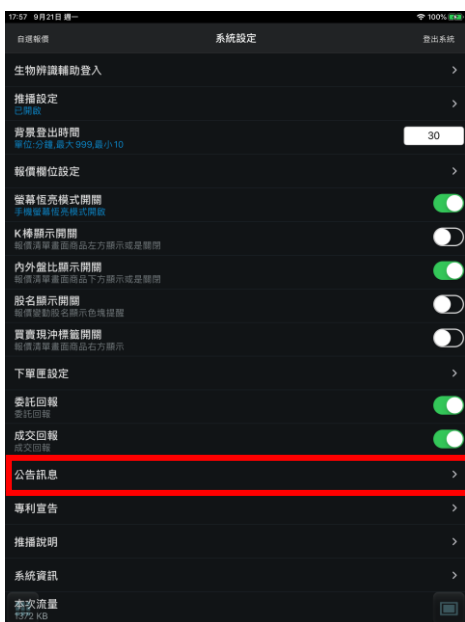 17:57 9月21日 週一
100%
自選報價
系統設定
登出系統
生物辨識輔助登入
推播設定
已開啟
背景登出時間
單位:分鐘,最大999,最小10
30
報價欄位設定
螢幕恆亮模式開關
手機螢幕恆亮模式開啟
K棒顯示開關
報價清單畫面商品左方顯示或是關閉
內外盤比顯示開關
報價清單畫面商品下方顯示或是關閉
股名顯示開關
報價變動股名顯示色塊提醒
買賣現沖標籤開關
報價清單畫面商品右方顯示
下單匣設定
委託回報
委託回報
成交回報
成交回報
公告訊息
專利宣告
推播說明
系統資訊
本次流量
1372 KB